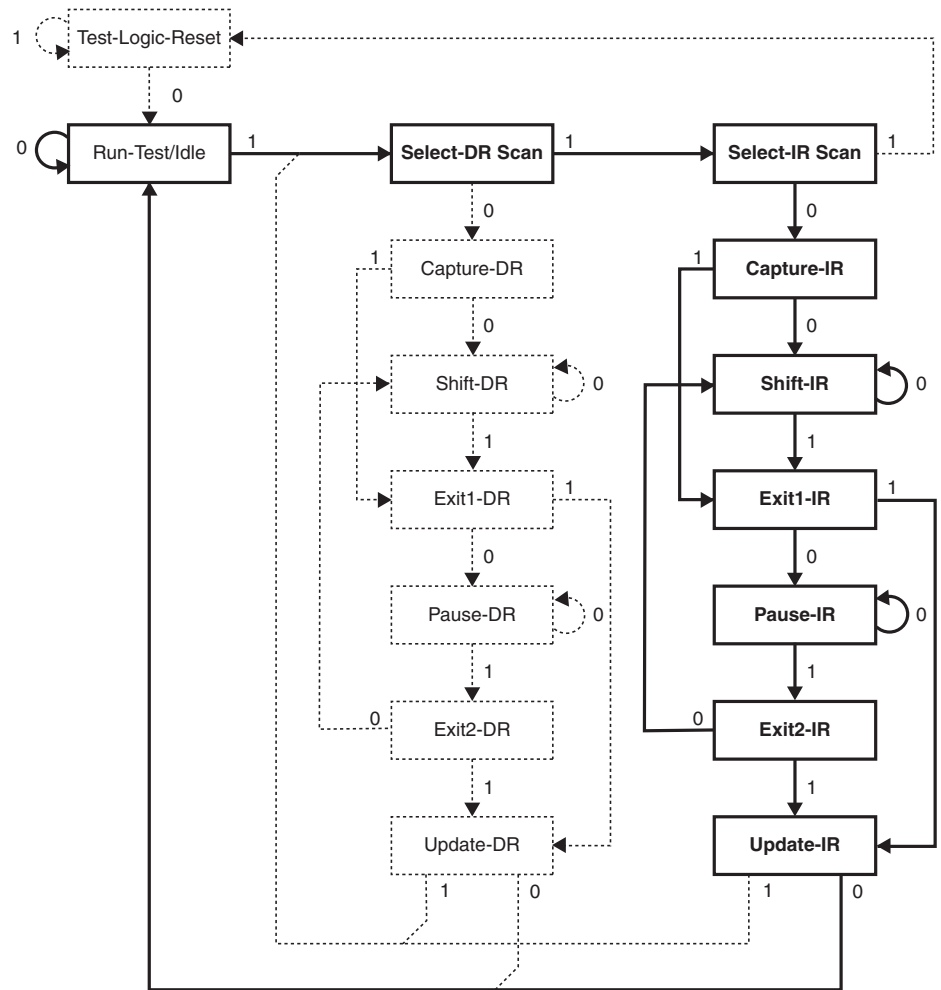 1
Test-Logic-Reset
0
0
Run-Test/Idle
1
Select-DR Scan
1
Select-IR Scan
1
0
0
1
Capture-DR
1
Capture-IR
0
0
Shift-DR
0
Shift-IR
0
1
1
Exit1-DR
1
Exit1-IR
1
0
0
Pause-DR
0
Pause-IR
0
1
1
0
Exit2-DR
0
Exit2-IR
1
1
Update-DR
Update-IR
1
0
1
0